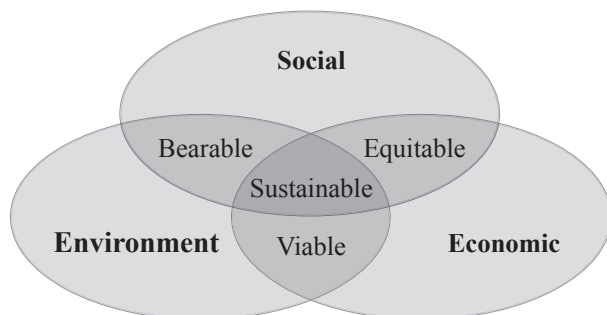 Social
Bearable
Equitable
Sustainable
Environment
Viable
Economic